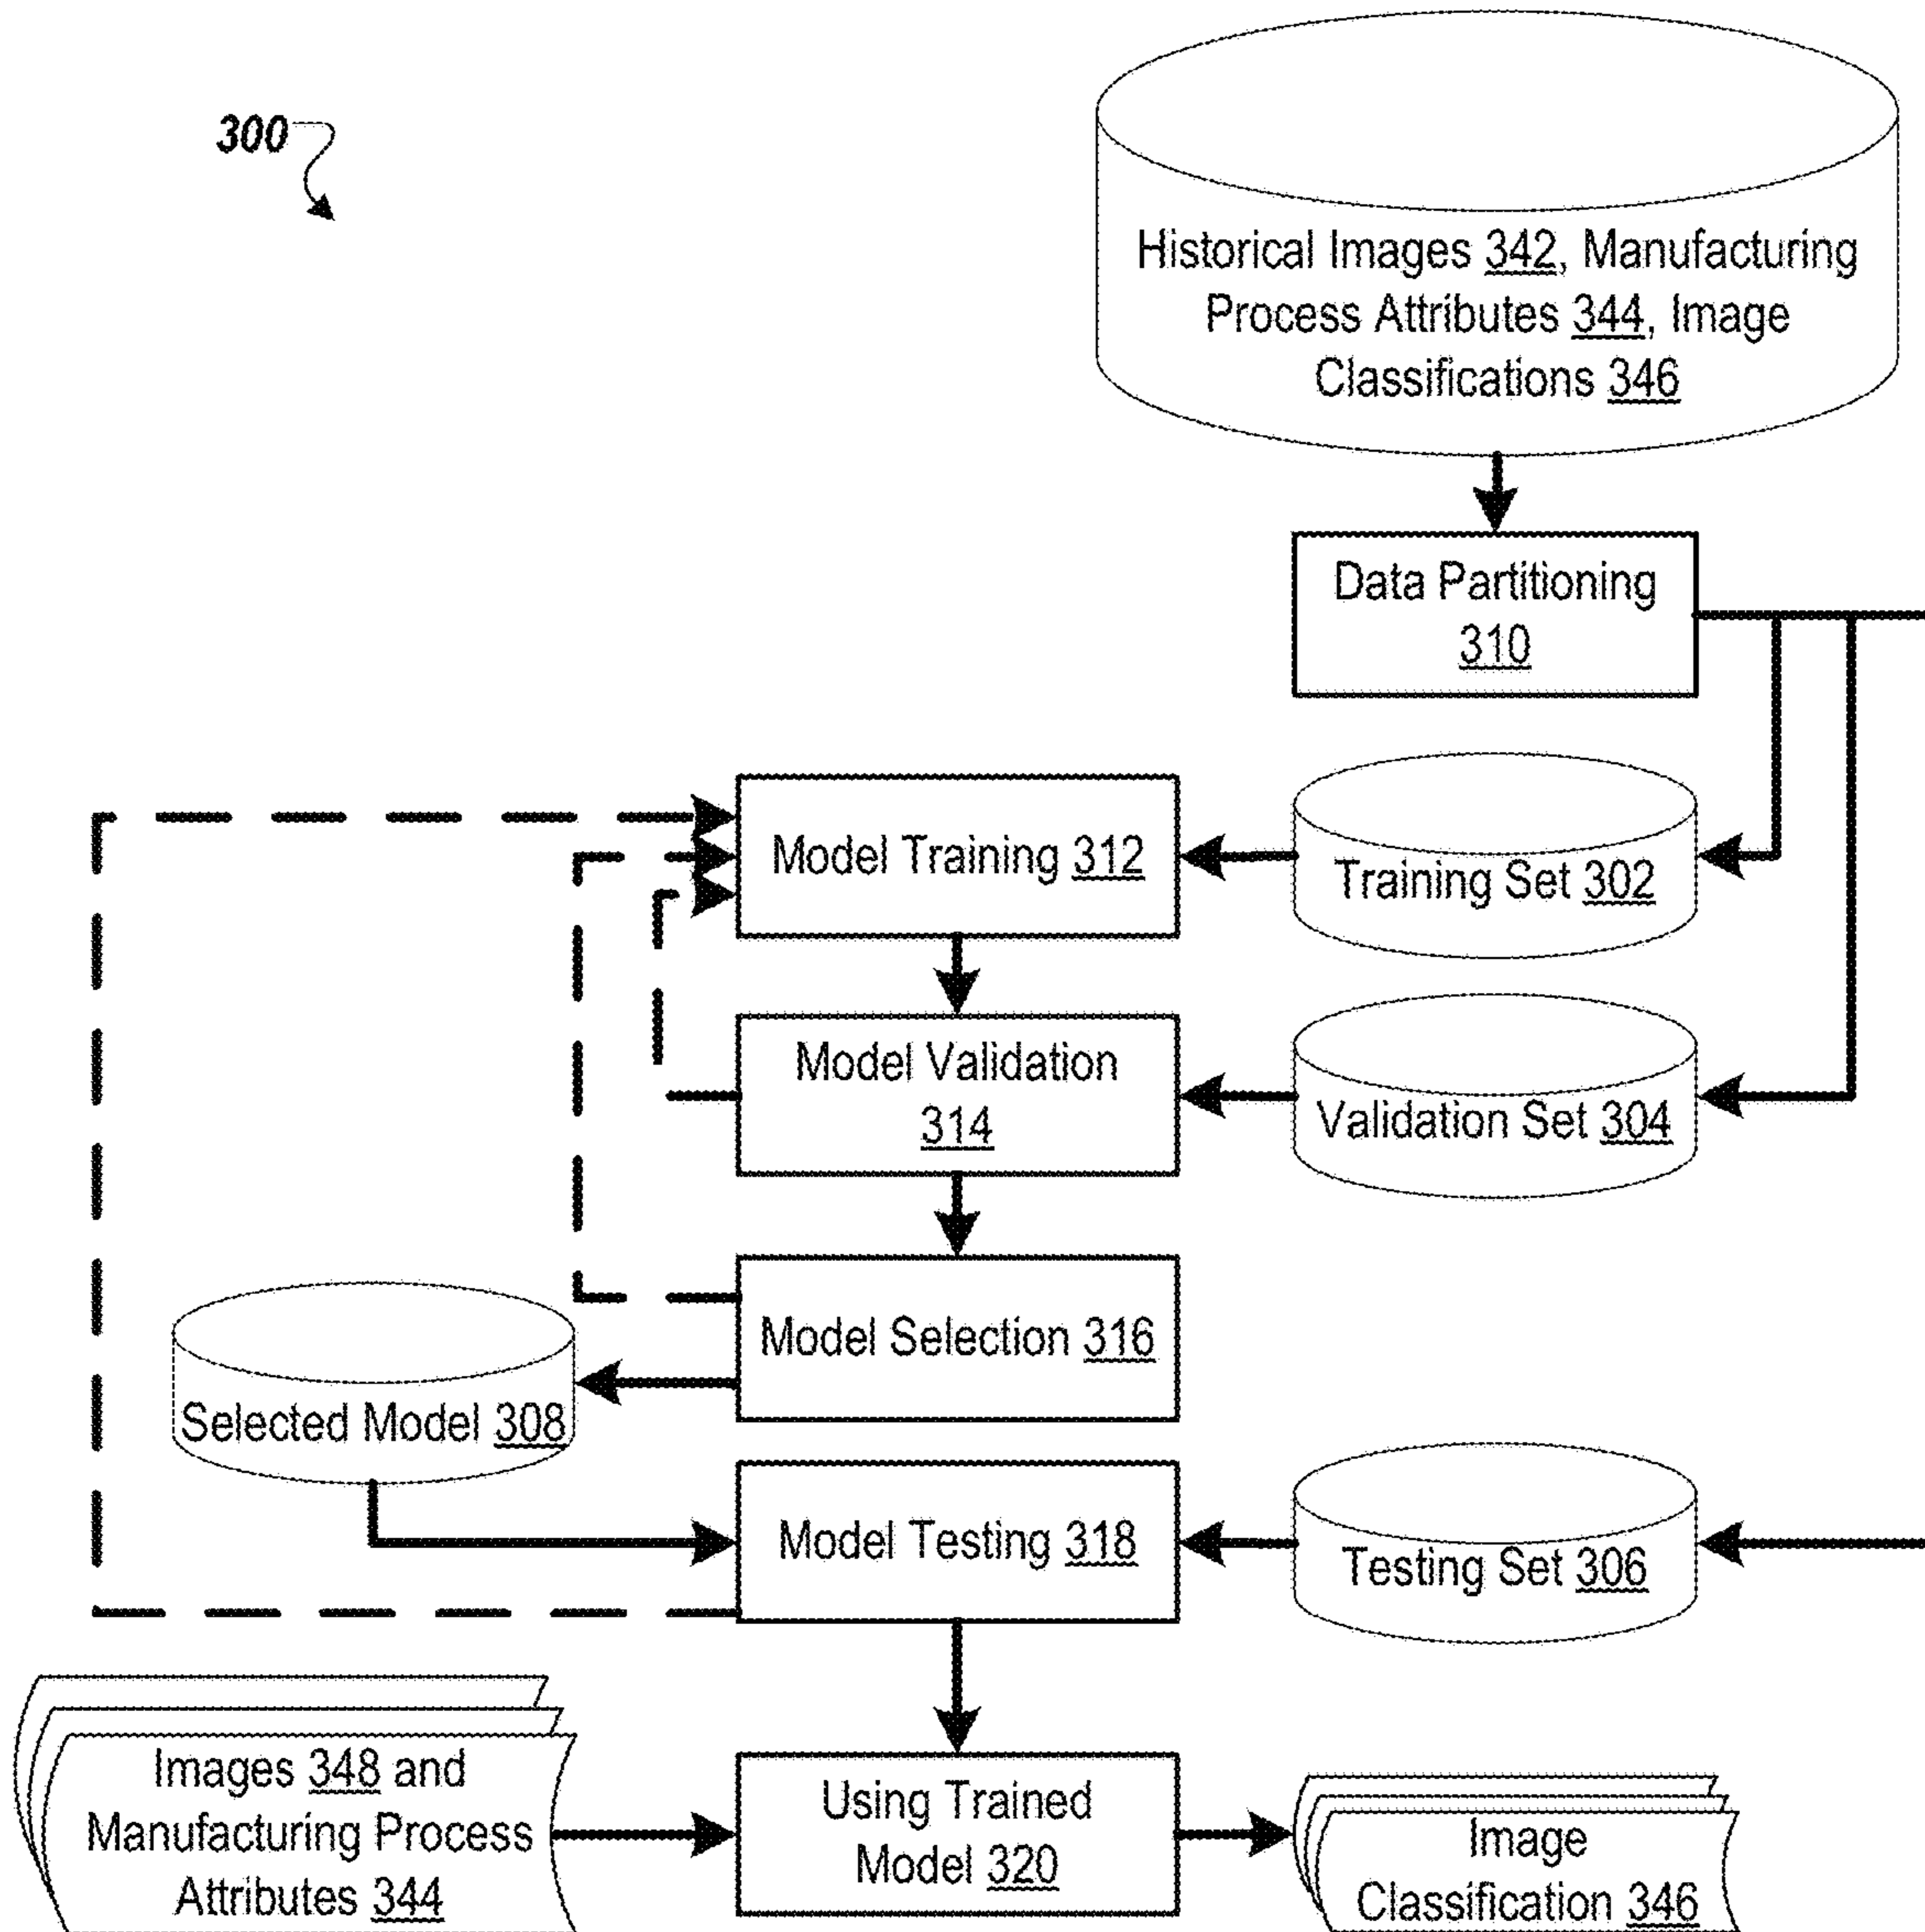 300
Historical Images 342, Manufacturing
Process Attributes 344, Image
Classifications 346
Data Partitioning
310
Model Training 312
Training Set 302
Model Validation
314
Validation Set 304
Model Selection 316
Selected Model 308
Model Testing 318
Testing Set 306
Images 348 and
Manufacturing Process
Attributes 344
Using Trained
Model 320
Image
Classification 346